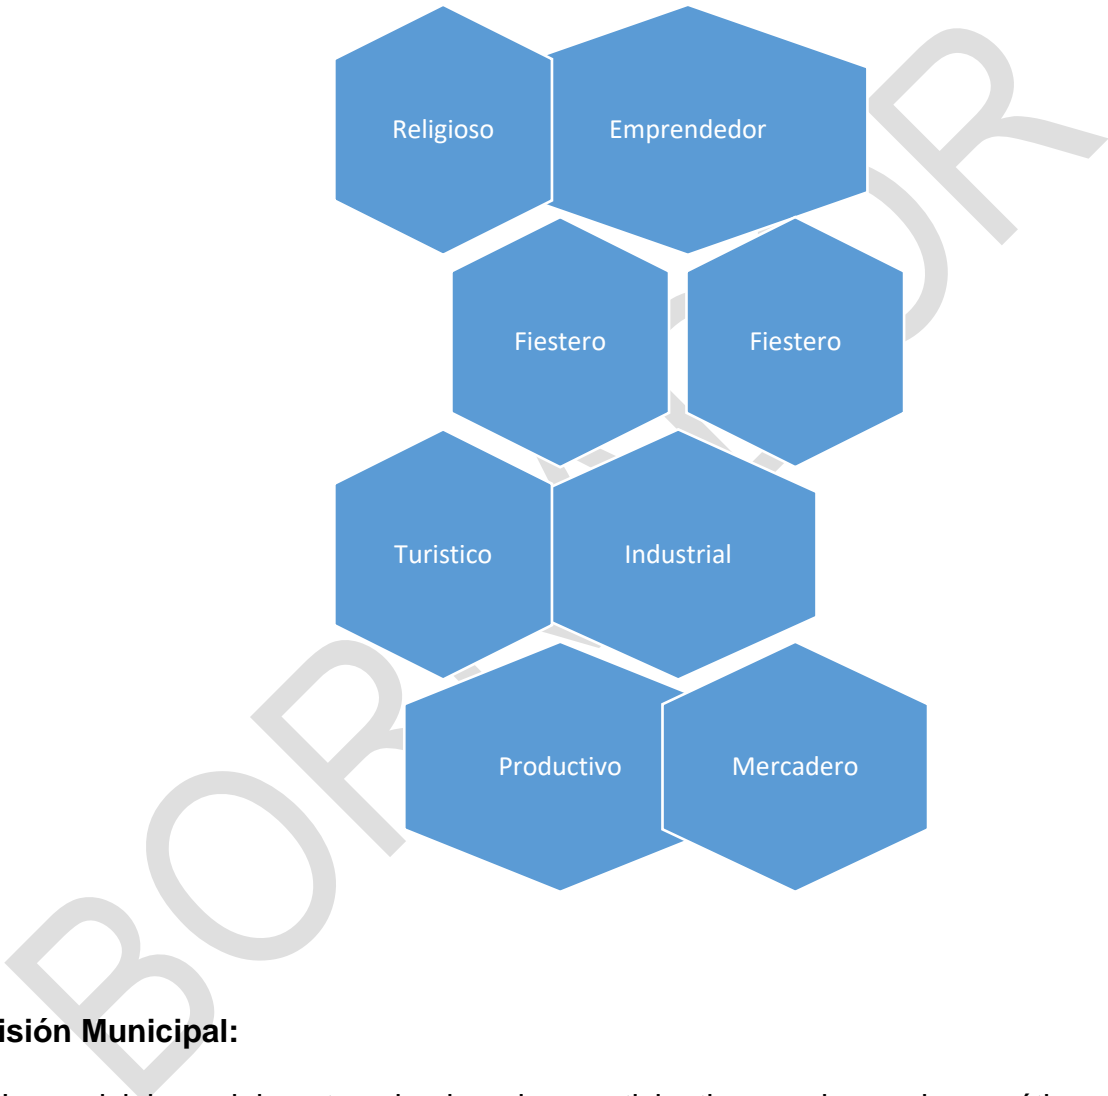 Religioso Emprendedor
Fiestero Fiestero
Turistico Industrial
Productivo Mercadero
isión Municipal: